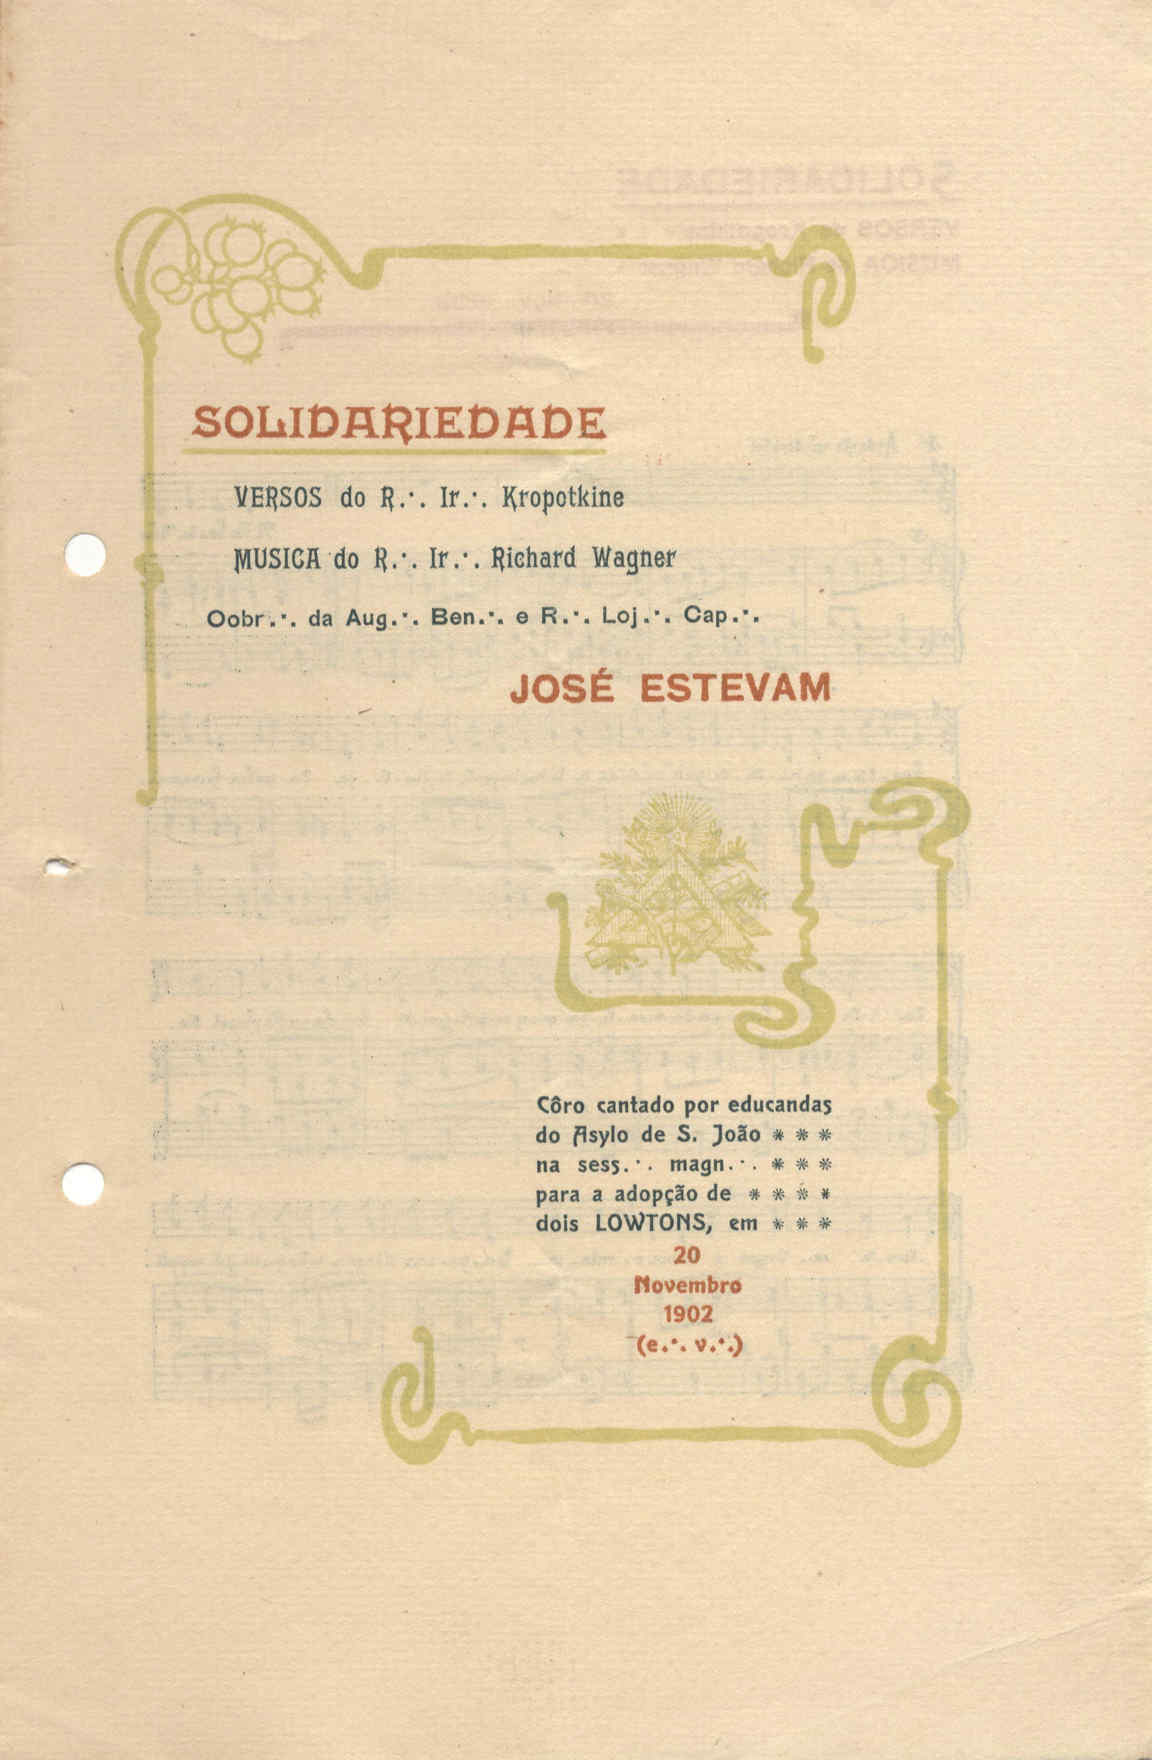 SOLIDARIEDADE
VERSOS do R.·. Ir.·. Kropotkine
MUSICA do R.·. Ir.·. Richard Wagner
Oobr.·. da Aug.·. Ben.·. e R.·. Loj.·. Cap.·.
JOSÉ ESTEVAM
Côro cantado por educandas
do Asylo de S. João * * *
na sess.·. magn.·. * * *
para a adopção de * * * *
dois LOWTONS, em * * *
20
Novembro
1902
(e.·. v.·.)